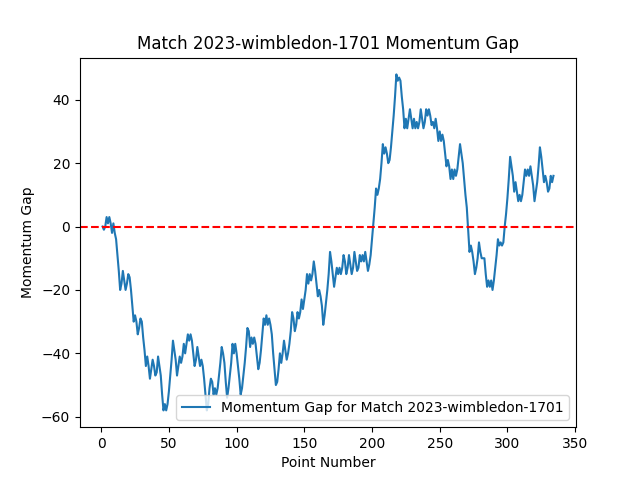 Match 2023-wimbledon-1701 Momentum Gap
Momentum Gap
40
20
0
−20
−40
−60
Momentum Gap for Match 2023-wimbledon-1701
0 50 100 150 200 250 300 350
Point Number